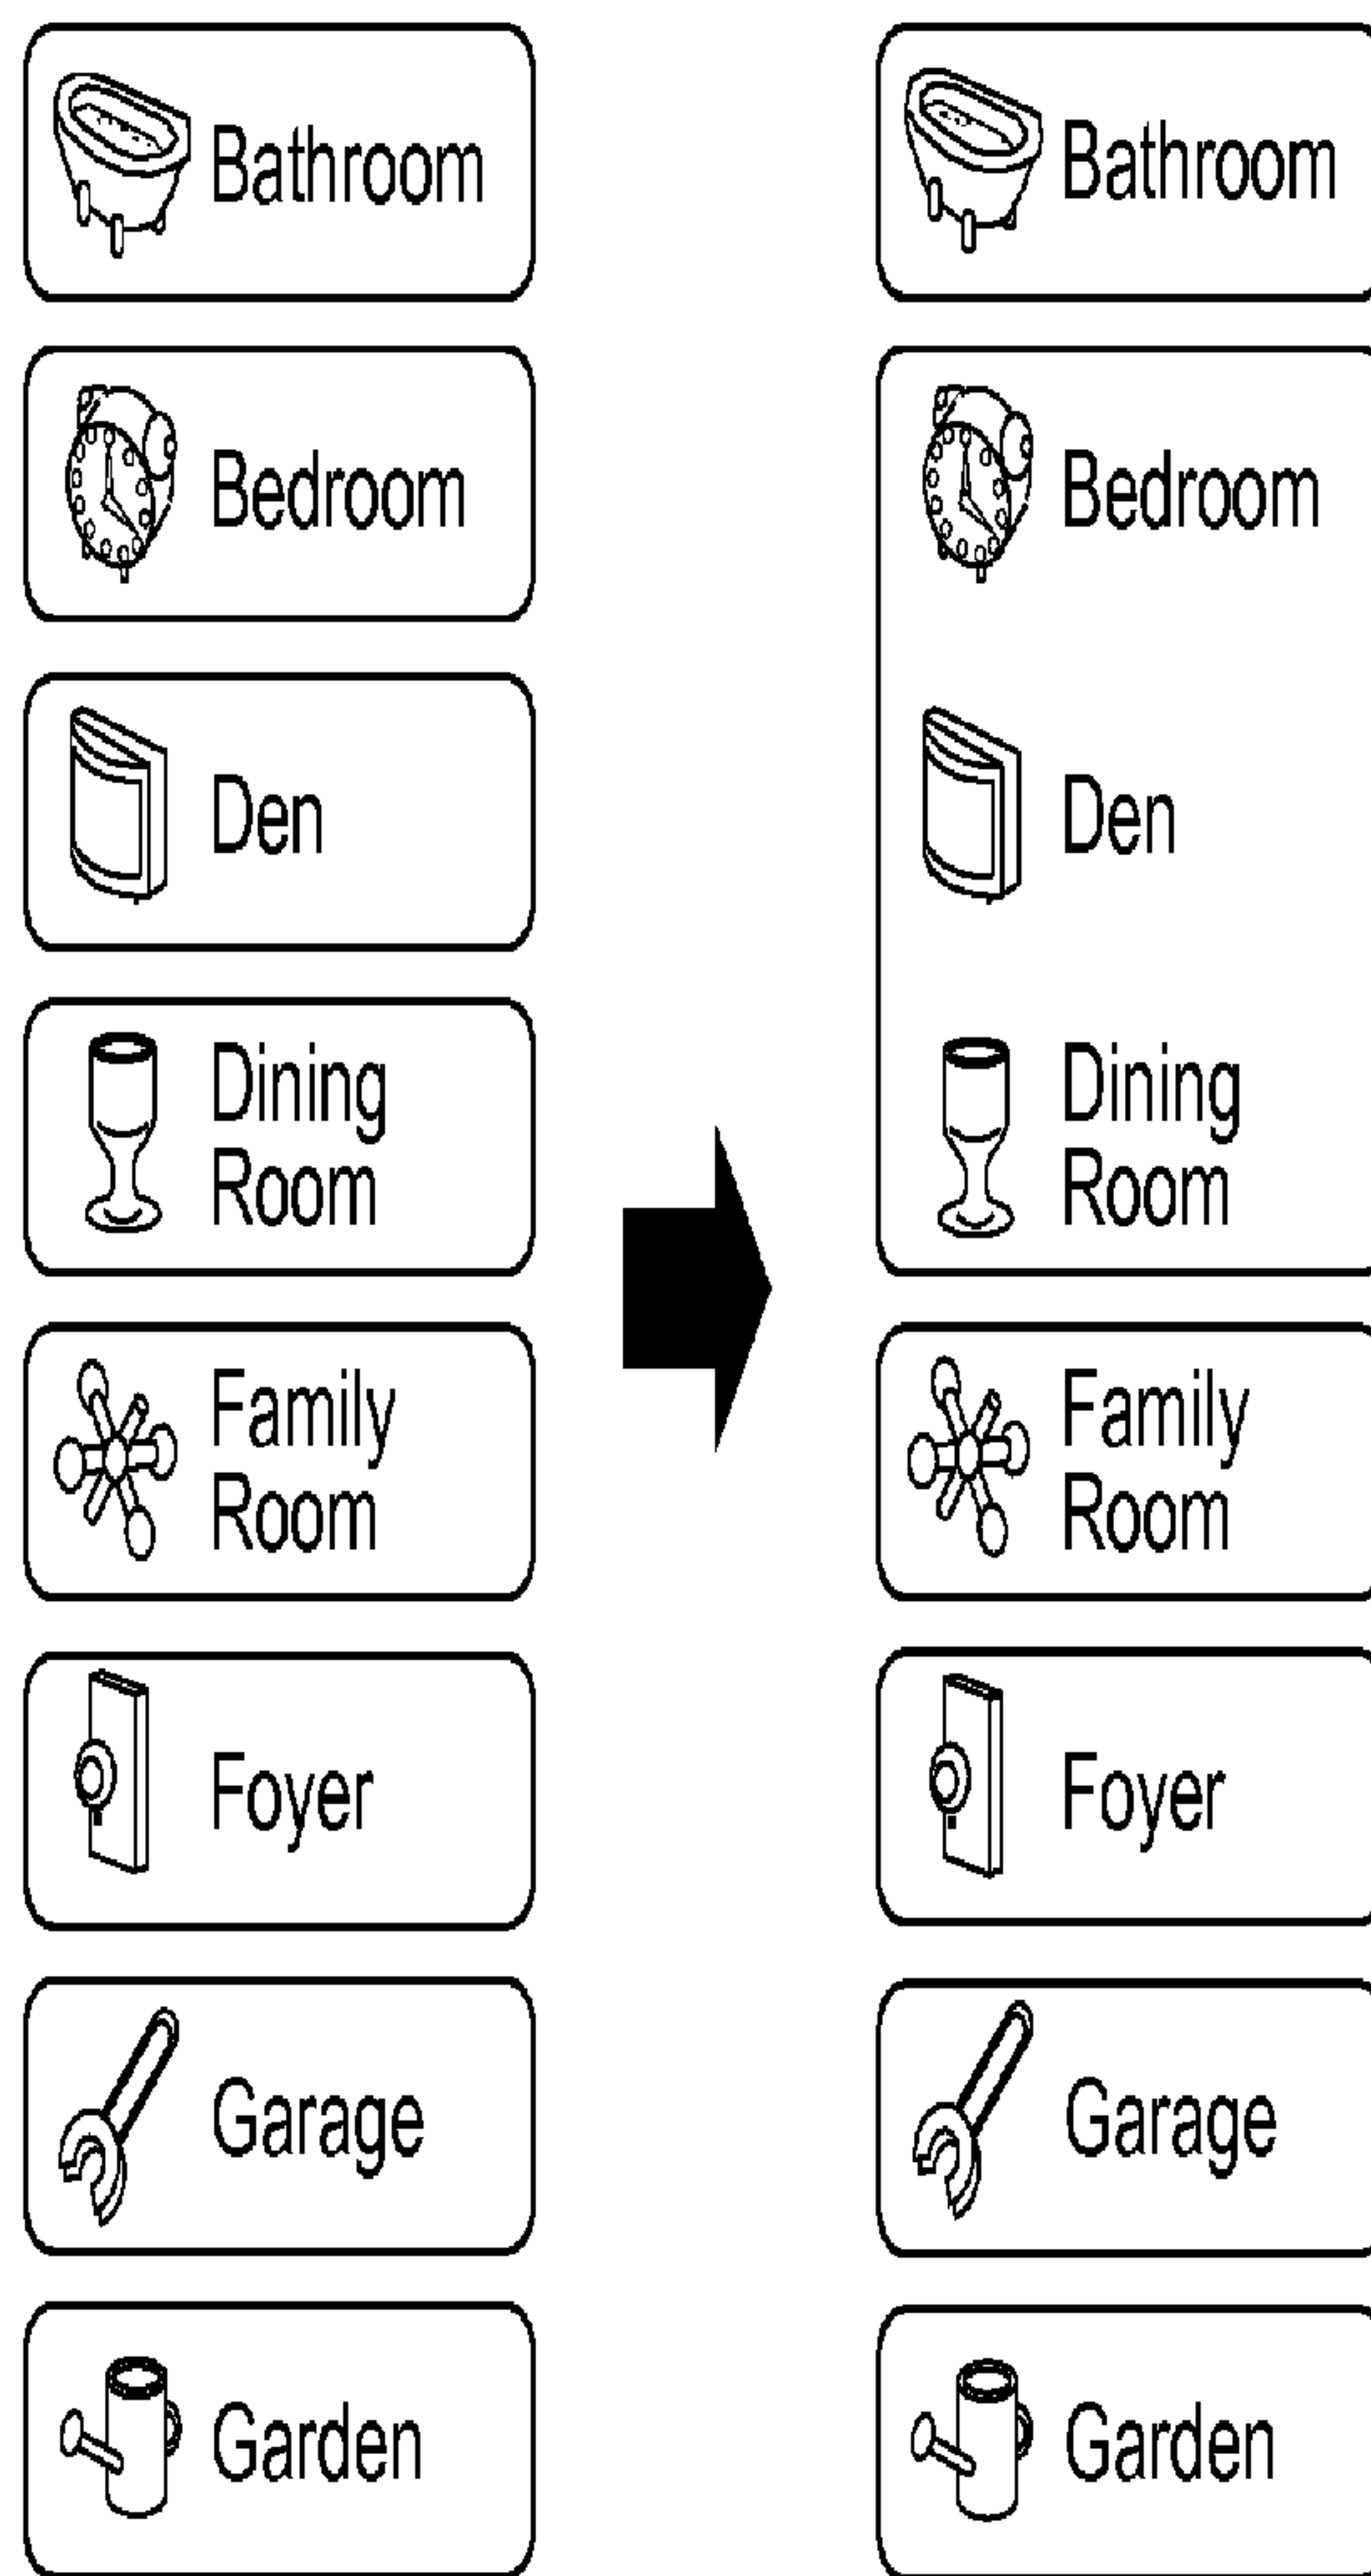 Bathroom
Bedroom
Den
Dining
Room
Family
Room
Foyer
Garage
Garden
Bathroom
Bedroom
Den
Dining
Room
Family
Room
Foyer
Garage
Garden